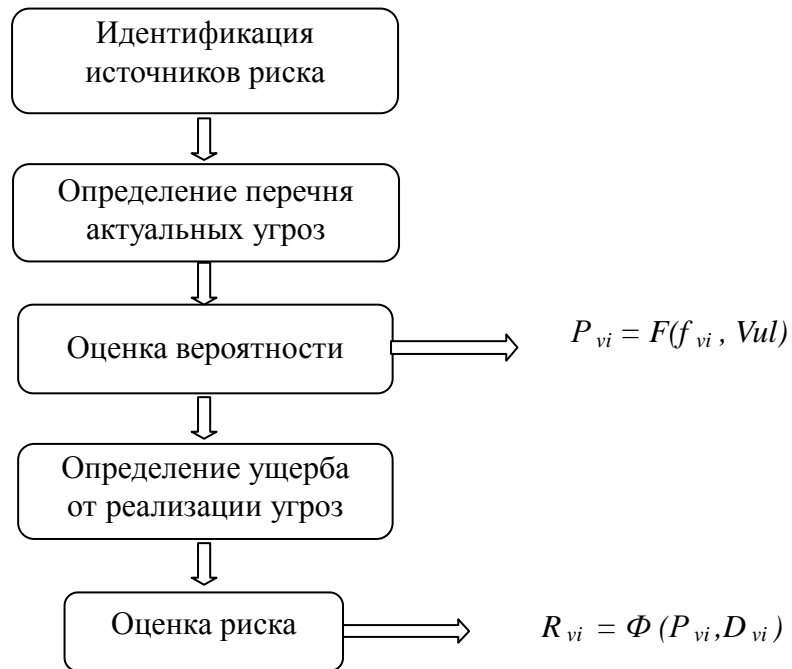 Идентификация
источников риска
Определение перечня
актуальных угроз
Оценка вероятности
P vi = F(f vi , Vul)
Определение ущерба
от реализации угроз
Оценка риска
R vi = Φ (P vi,D vi )